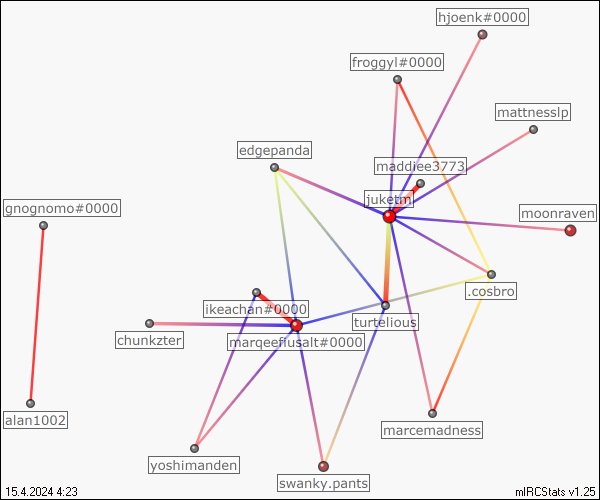 hjoenk#0000
froggyl#0000
mattnesslp
edgepanda
maddiee3773
juketm
gnognomo#0000
moonraven
.cosbro
ikeachan#0000
turtelious
chunkzter
marqeefiusalt#0000
alan1002
marcemadness
yoshimanden
swanky.pants
15.4.2024 4:23
mIRCStats v1.25